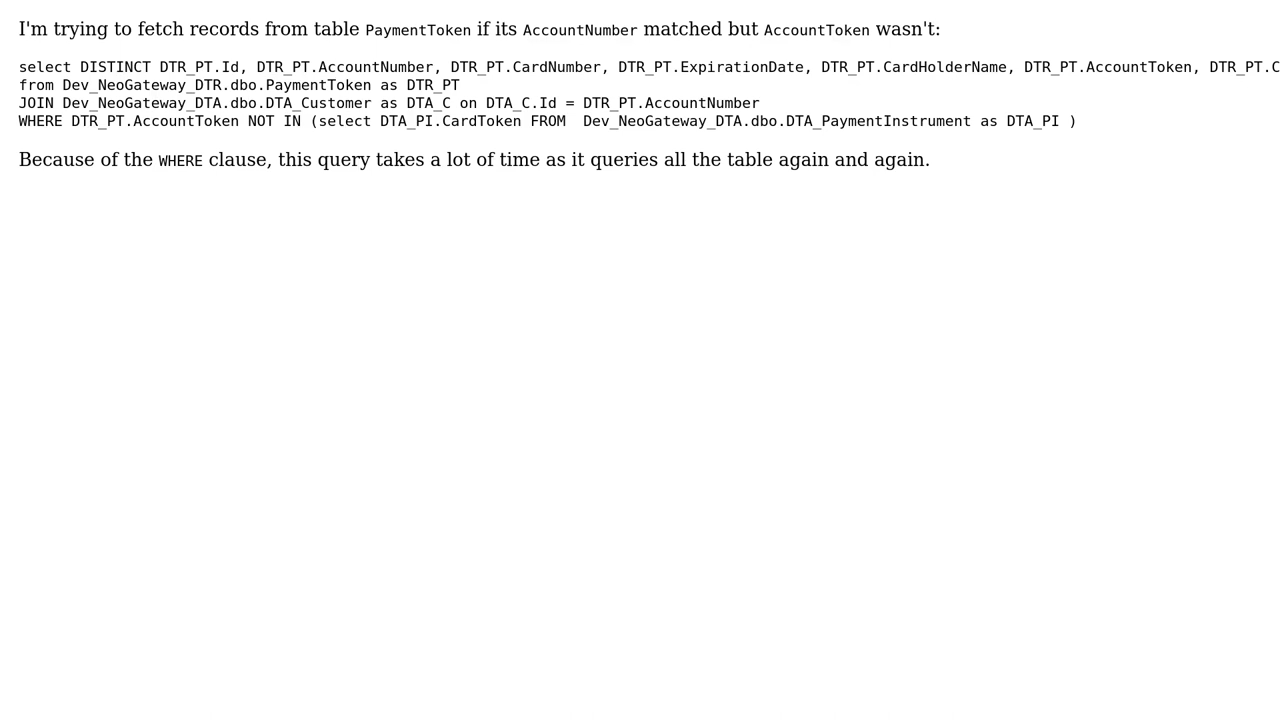 I'm trying to fetch records from table PaymentToken if its AccountNumber matched but AccountToken wasn't:
select DISTINCT DTR_PT.Id, DTR_PT.AccountNumber, DTR_PT.CardNumber, DTR_PT.ExpirationDate, DTR_PT.CardHolderName, DTR_PT.AccountToken, DTR_PT.C
from Dev_NeoGateway_DTR.dbo.PaymentToken as DTR_PT
JOIN Dev_NeoGateway_DTA.dbo.DTA_Customer as DTA_C on DTA_C.Id = DTR_PT.AccountNumber
WHERE DTR_PT.AccountToken NOT IN (select DTA_PI.CardToken FROM  Dev_NeoGateway_DTA.dbo.DTA_PaymentInstrument as DTA_PI )
Because of the WHERE clause, this query takes a lot of time as it queries all the table again and again.